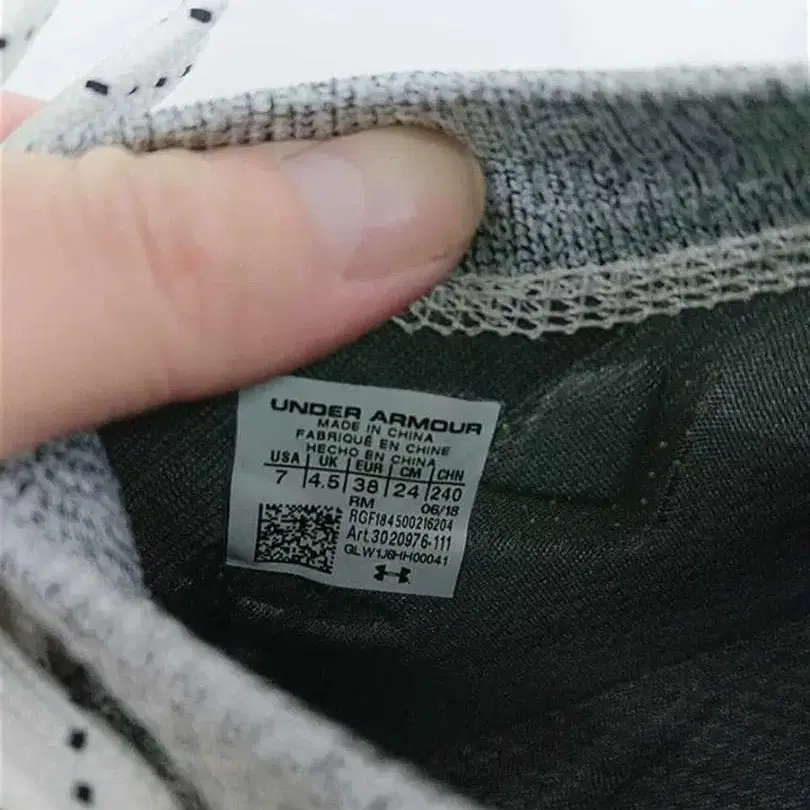 UNDER ARMOUR
MADE IN CHINA
FABRIQUÉ EN CHINE
HECHO EN CHINA
USA UK EUR CM CHN
7 4.5 38 24 240
RM 06/18
RGF184500216204
Art.3020976-111
GLW1J6HH00041